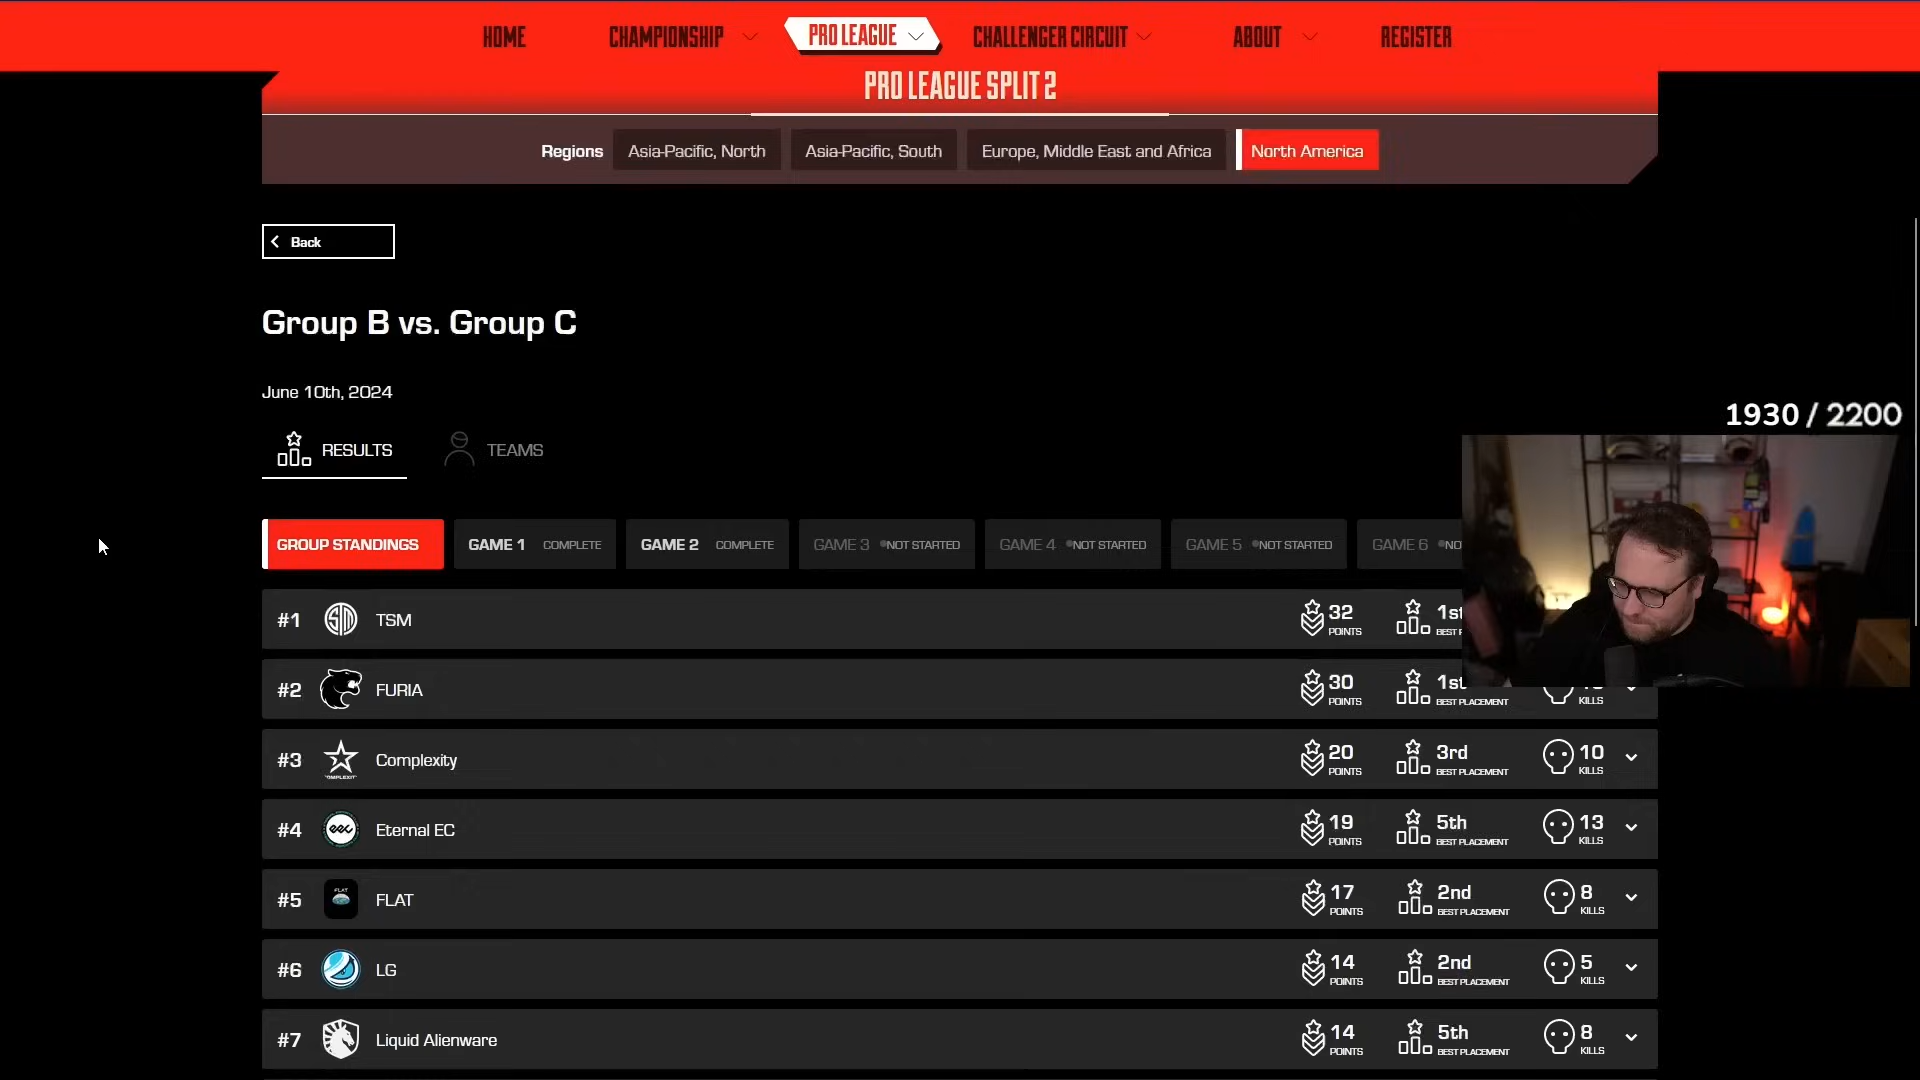 HOME CHAMPIONSHIP PRO LEAGUE CHALLENGER CIRCUIT ABOUT REGISTER
PRO LEAGUE SPLIT 2
Regions Asia-Pacific, North Asia-Pacific, South Europe, Middle East and Africa North America
Back
Group B vs. Group C
June 10th, 2024
1930 / 2200
RESULTS TEAMS
GROUP STANDINGS GAME 1 COMPLETE GAME 2 COMPLETE GAME 3 NOT STARTED GAME 4 NOT STARTED GAME 5 NOT STARTED GAME 6 NO
#1 TSM 32 POINTS 1st BEST
#2 FURIA 30 POINTS 1st BEST PLACEMENT KILLS
#3 Complexity 20 POINTS 3rd BEST PLACEMENT 10 KILLS
#4 eec Eternal EC 19 POINTS 5th BEST PLACEMENT 13 KILLS
#5 FLAT FLAT 17 POINTS 2nd BEST PLACEMENT 8 KILLS
#6 LG 14 POINTS 2nd BEST PLACEMENT 5 KILLS
#7 Liquid Alienware 14 POINTS 5th BEST PLACEMENT 8 KILLS